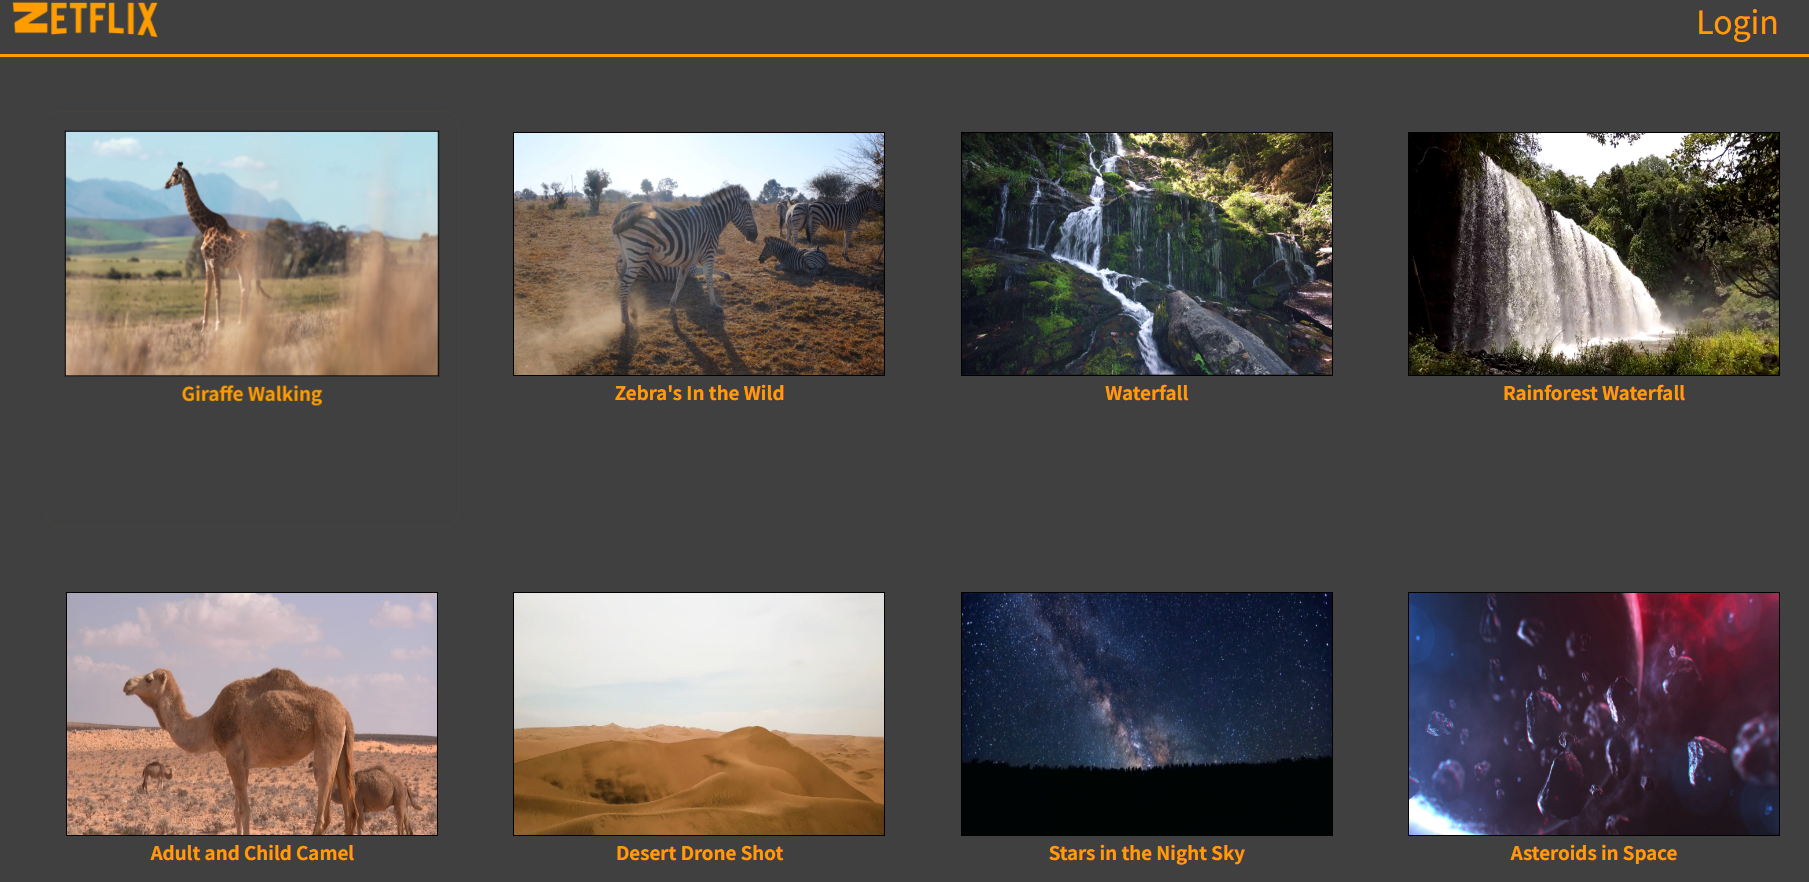 ZETFLIX
Login
Giraffe Walking
Zebra's In the Wild
Waterfall
Rainforest Waterfall
Adult and Child Camel
Desert Drone Shot
Stars in the Night Sky
Asteroids in Space